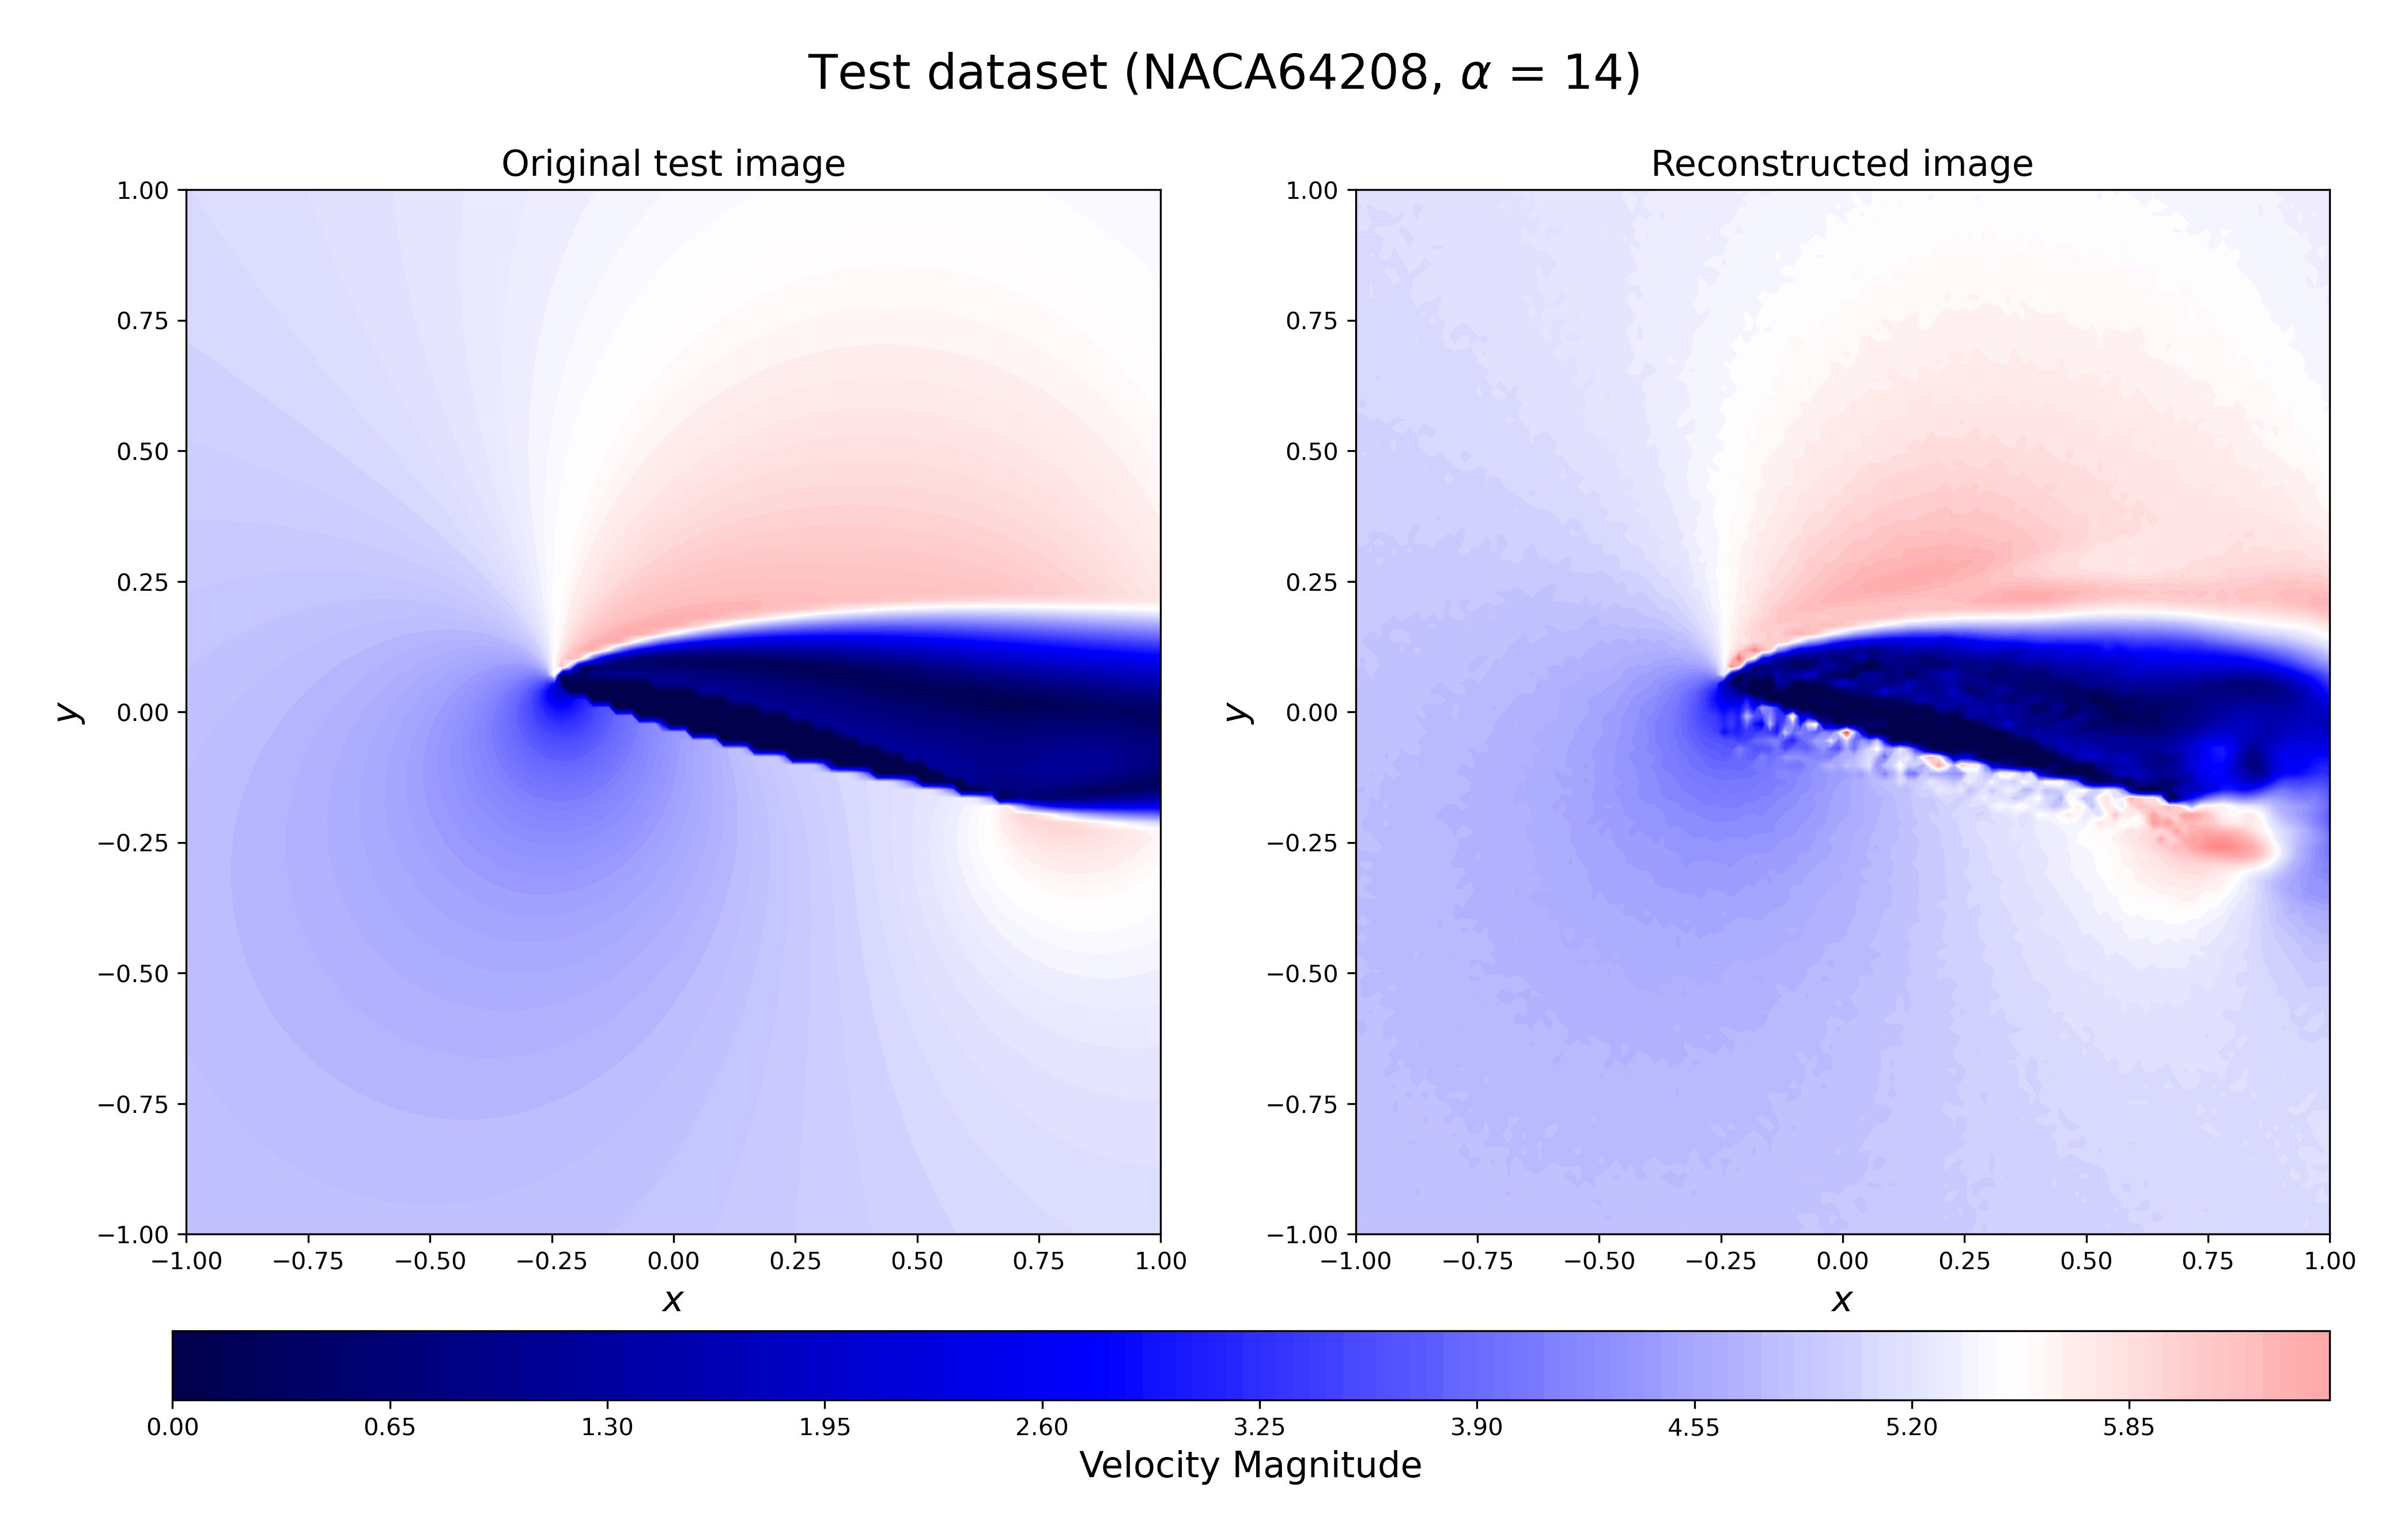 Test dataset (NACA64208, α = 14)
Original test image
Reconstructed image
1.00
0.75
0.50
0.25
0.00
−0.25
−0.50
−0.75
−1.00
y
−1.00 −0.75 −0.50 −0.25 0.00 0.25 0.50 0.75 1.00
x
1.00
0.75
0.50
0.25
0.00
−0.25
−0.50
−0.75
−1.00
y
−1.00 −0.75 −0.50 −0.25 0.00 0.25 0.50 0.75 1.00
x
0.00 0.65 1.30 1.95 2.60 3.25 3.90 4.55 5.20 5.85
Velocity Magnitude